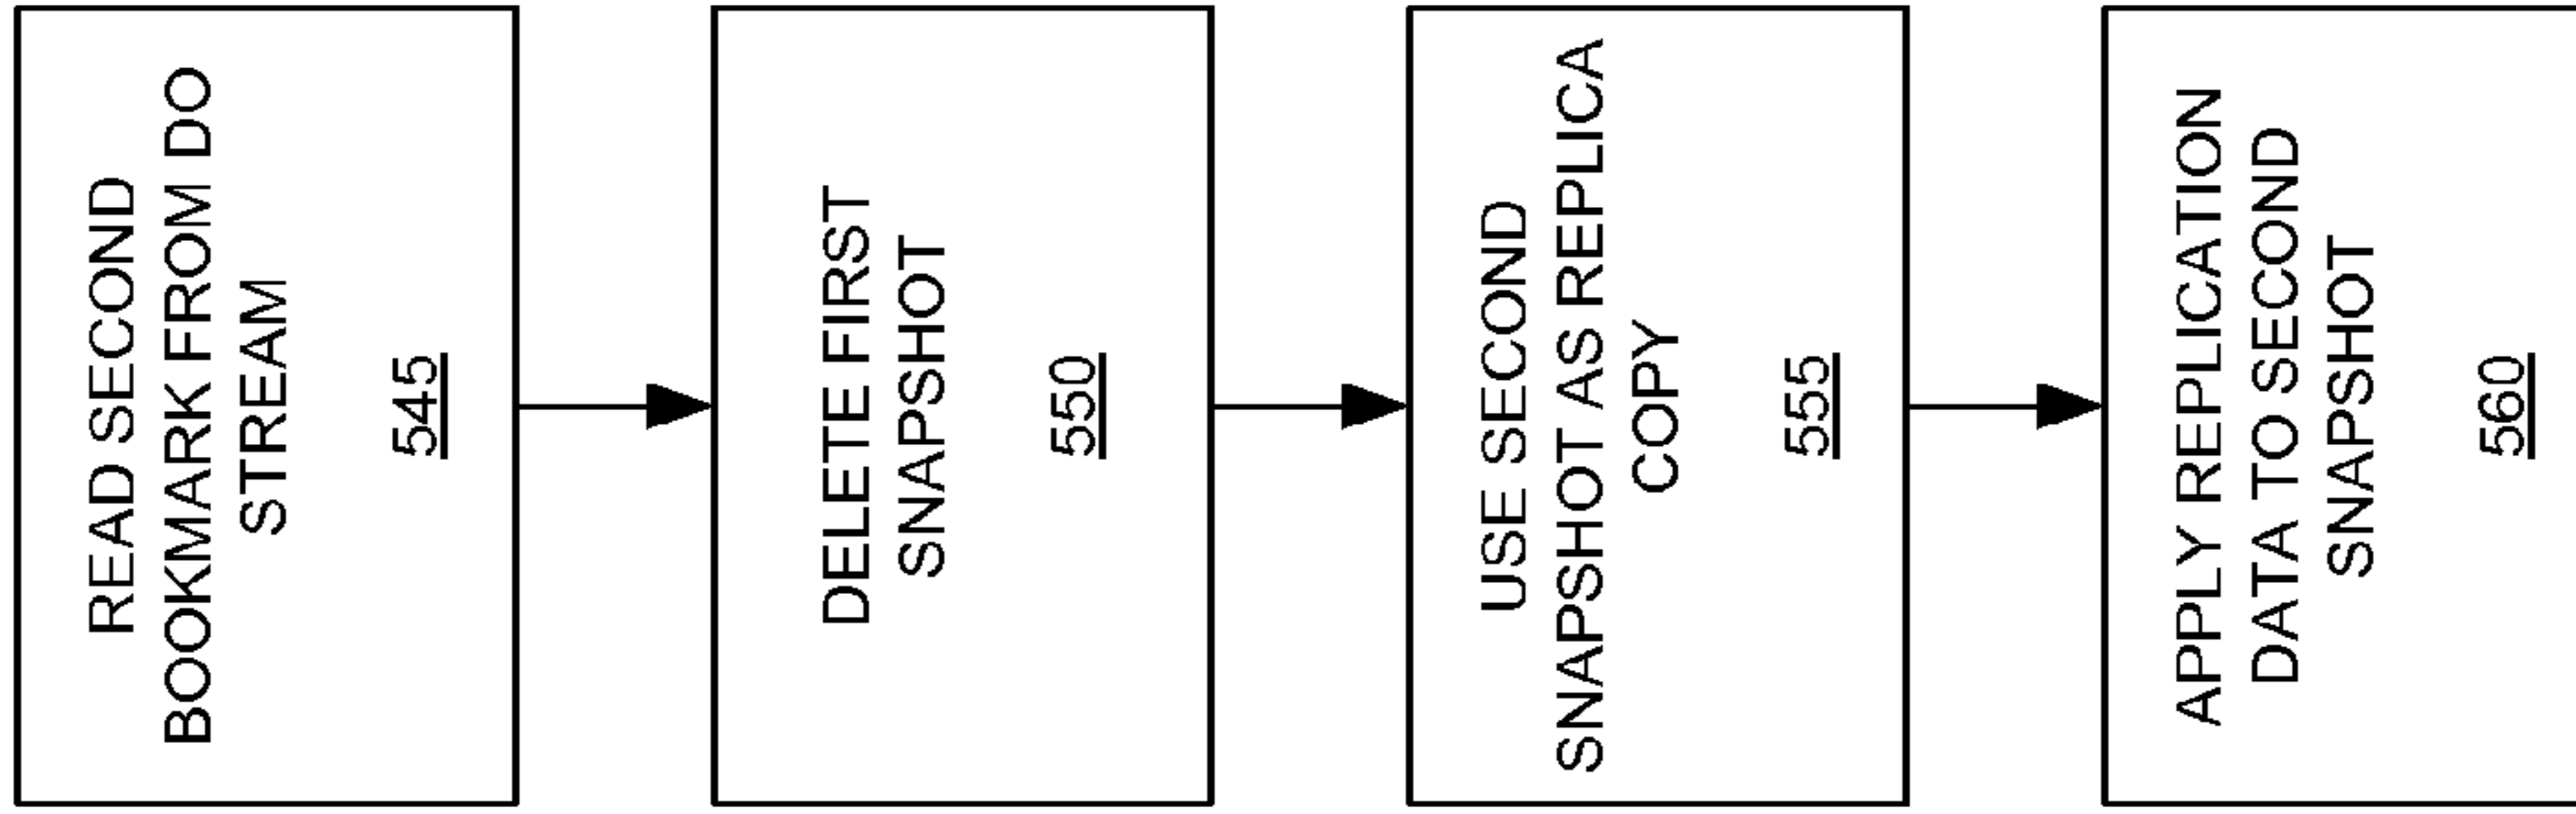 READ SECOND
BOOKMARK FROM DO
STREAM
545
DELETE FIRST
SNAPSHOT
550
USE SECOND
SNAPSHOT AS REPLICA
COPY
555
APPLY REPLICATION
DATA TO SECOND
SNAPSHOT
560